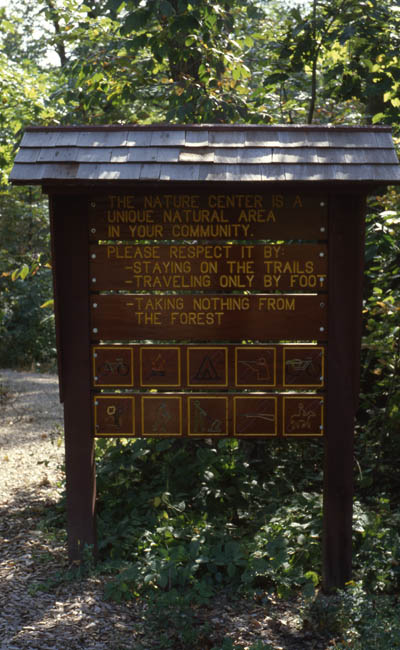 THE NATURE CENTER IS A
UNIQUE NATURAL AREA
IN YOUR COMMUNITY.
PLEASE RESPECT IT BY:
-STAYING ON THE TRAILS
-TRAVELING ONLY BY FOOT
-TAKING NOTHING FROM
THE FOREST